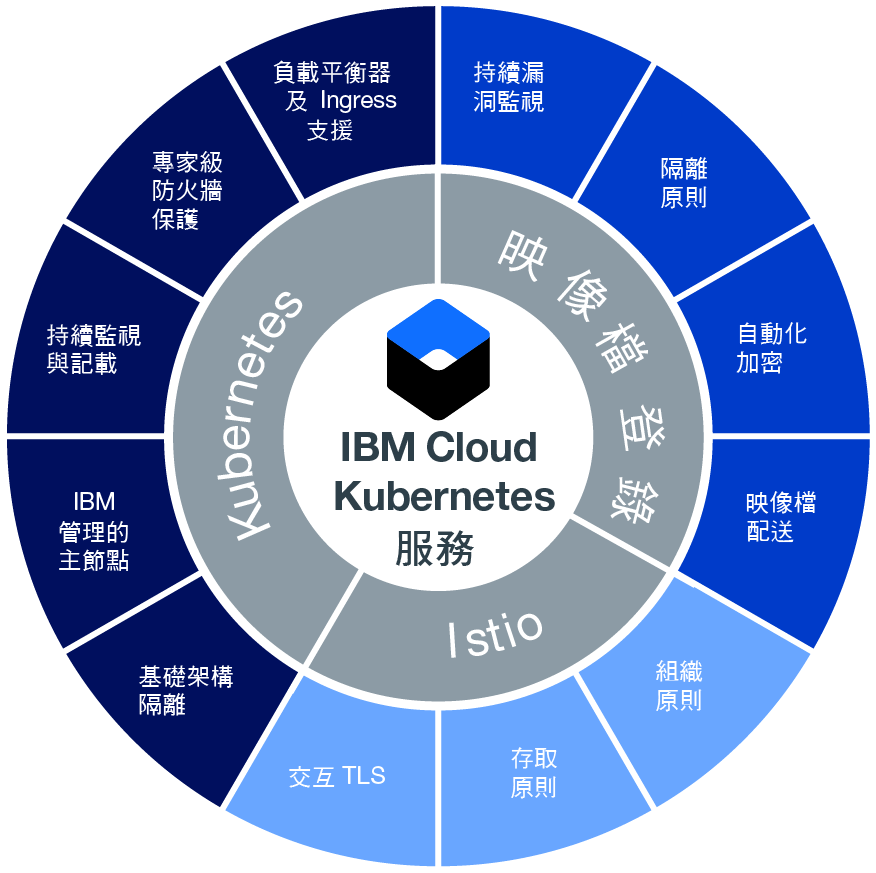 IBM Cloud
Kubernetes
服務
Kubernetes
映像檔登錄
Istio
負載平衡器
及 Ingress
支援
持續漏
洞監視
隔離
原則
自動化
加密
映像檔
配送
組織
原則
存取
原則
交互 TLS
基礎架構
隔離
IBM
管理的
主節點
持續監視
與記載
專家級
防火牆
保護